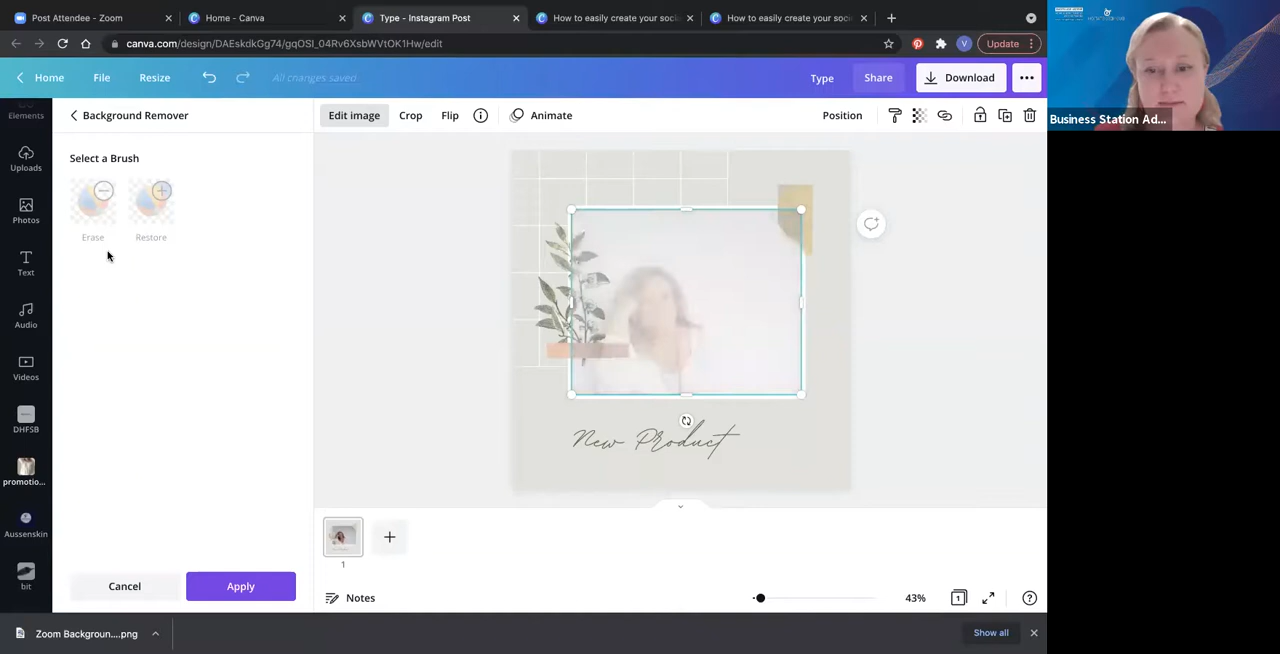 Post Attendee - Zoom
Home - Canva
Type - Instagram Post
How to easily create your soci
How to easily create your soci
canva.com/design/DAEskdkGg74/gqOSI_04Rv6XsbWVtOK1Hw/edit
V
Update
Home
File
Resize
All changes saved
Type
Share
Download
Business Station Ad...
Elements
Uploads
Photos
Text
Audio
Videos
DHFSB
promotio...
Aussenskin
bit
Background Remover
Edit image
Crop
Flip
Animate
Position
Select a Brush
Erase
Restore
New Product
1
Cancel
Apply
Notes
43%
1
Zoom Backgroun....png
Show all